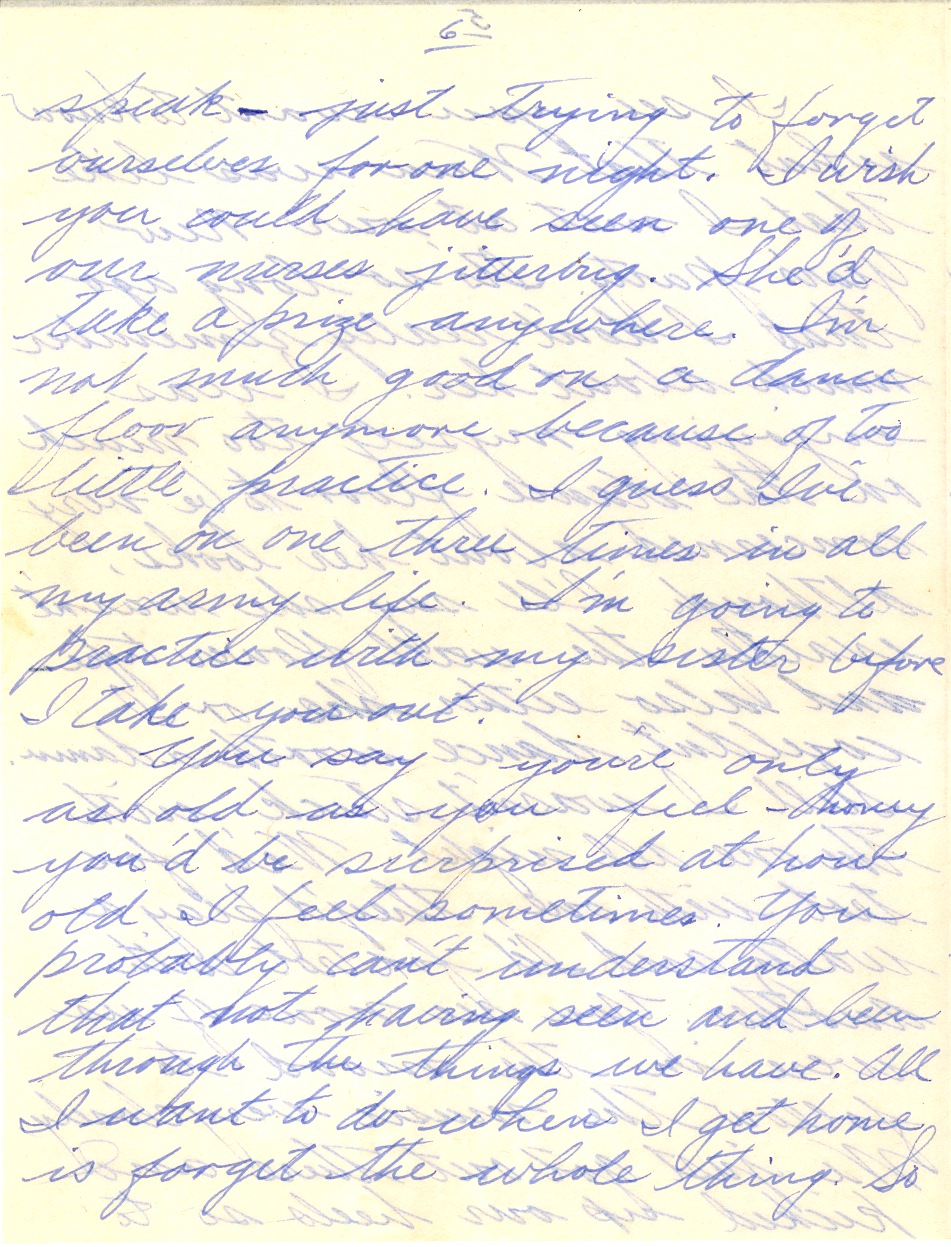 speak - just trying to forget
ourselves for one night. I wish
you could have seen one of
our nurses jittering. She'd
take a prize anywhere. I'm
not much good on a dance
floor anymore because of too
little practice. I guess I've
been on one three times in all
my army life. I'm going to
practice with my sister before
I take you out.
You say you're only
as old as you feel - honey
you'd be surprised at how
old I feel sometimes. You
probably can't understand
that not having seen and been
through the things we have. All
I want to do when I get home
is forget the whole thing. So